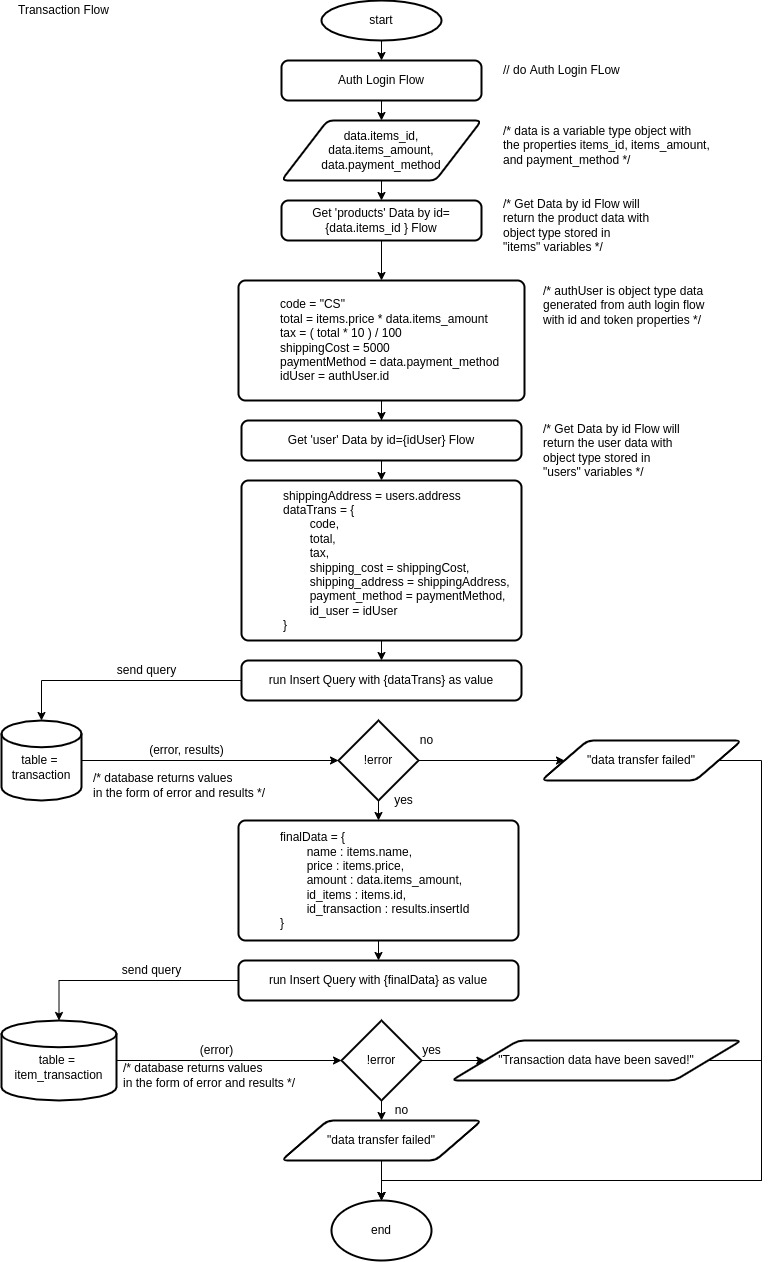 Transaction Flow
start
Auth Login Flow
// do Auth Login FLow
data.items_id,
data.items_amount,
data.payment_method
/* data is a variable type object with
the properties items_id, items_amount,
and payment_method */
Get 'products' Data by id=
{data.items_id } Flow
/* Get Data by id Flow will
return the product data with
object type stored in
"items" variables */
code = "CS"
total = items.price * data.items_amount
tax = ( total * 10 ) / 100
shippingCost = 5000
paymentMethod = data.payment_method
idUser = authUser.id
/* authUser is object type data
generated from auth login flow
with id and token properties */
Get 'user' Data by id={idUser} Flow
/* Get Data by id Flow will
return the user data with
object type stored in
"users" variables */
shippingAddress = users.address
dataTrans = {
code,
total,
tax,
shipping_cost = shippingCost,
shipping_address = shippingAddress,
payment_method = paymentMethod,
id_user = idUser
}
send query
run Insert Query with {dataTrans} as value
table =
transaction
(error, results)
/* database returns values
in the form of error and results */
!error
no
"data transfer failed"
yes
finalData = {
name : items.name,
price : items.price,
amount : data.items_amount,
id_items : items.id,
id_transaction : results.insertId
}
send query
run Insert Query with {finalData} as value
table =
item_transaction
(error)
/* database returns values
in the form of error and results */
!error
yes
"Transaction data have been saved!"
no
"data transfer failed"
end